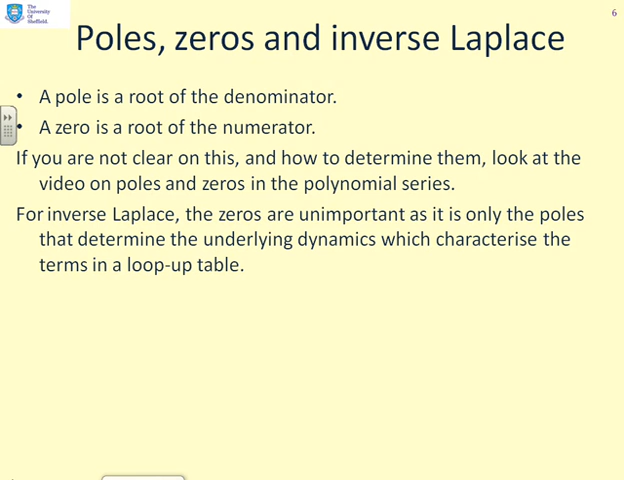 The
University
Of
Sheffield.
6
Poles, zeros and inverse Laplace
• A pole is a root of the denominator.
• A zero is a root of the numerator.
If you are not clear on this, and how to determine them, look at the
video on poles and zeros in the polynomial series.
For inverse Laplace, the zeros are unimportant as it is only the poles
that determine the underlying dynamics which characterise the
terms in a loop-up table.